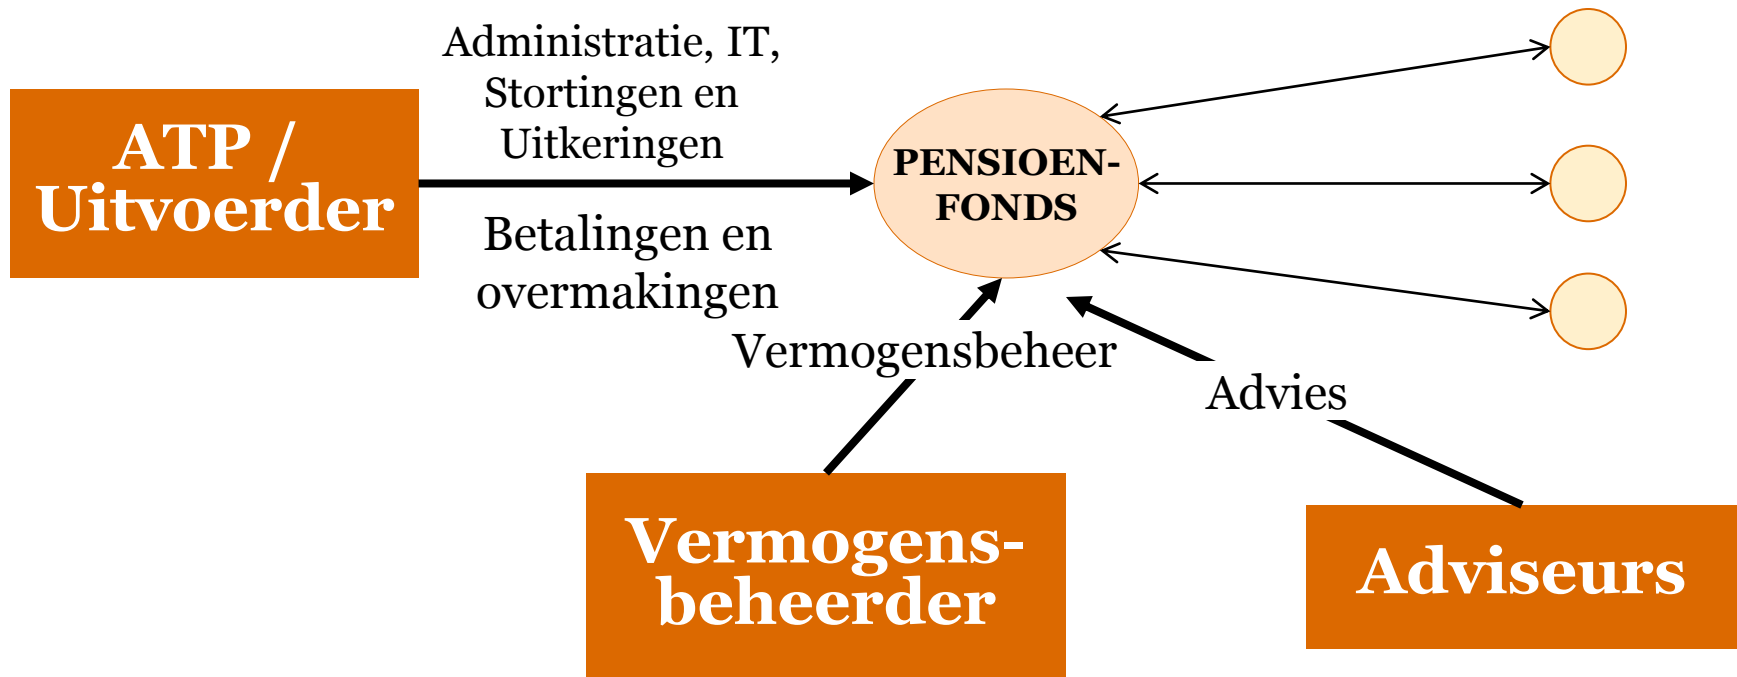 Administratie, IT,
Stortingen en
Uitkeringen
ATP /
Uitvoerder
PENSIOEN-
FONDS
Betalingen en
overmakingen
Vermogensbeheer
Advies
Vermogens-
beheerder
Adviseurs